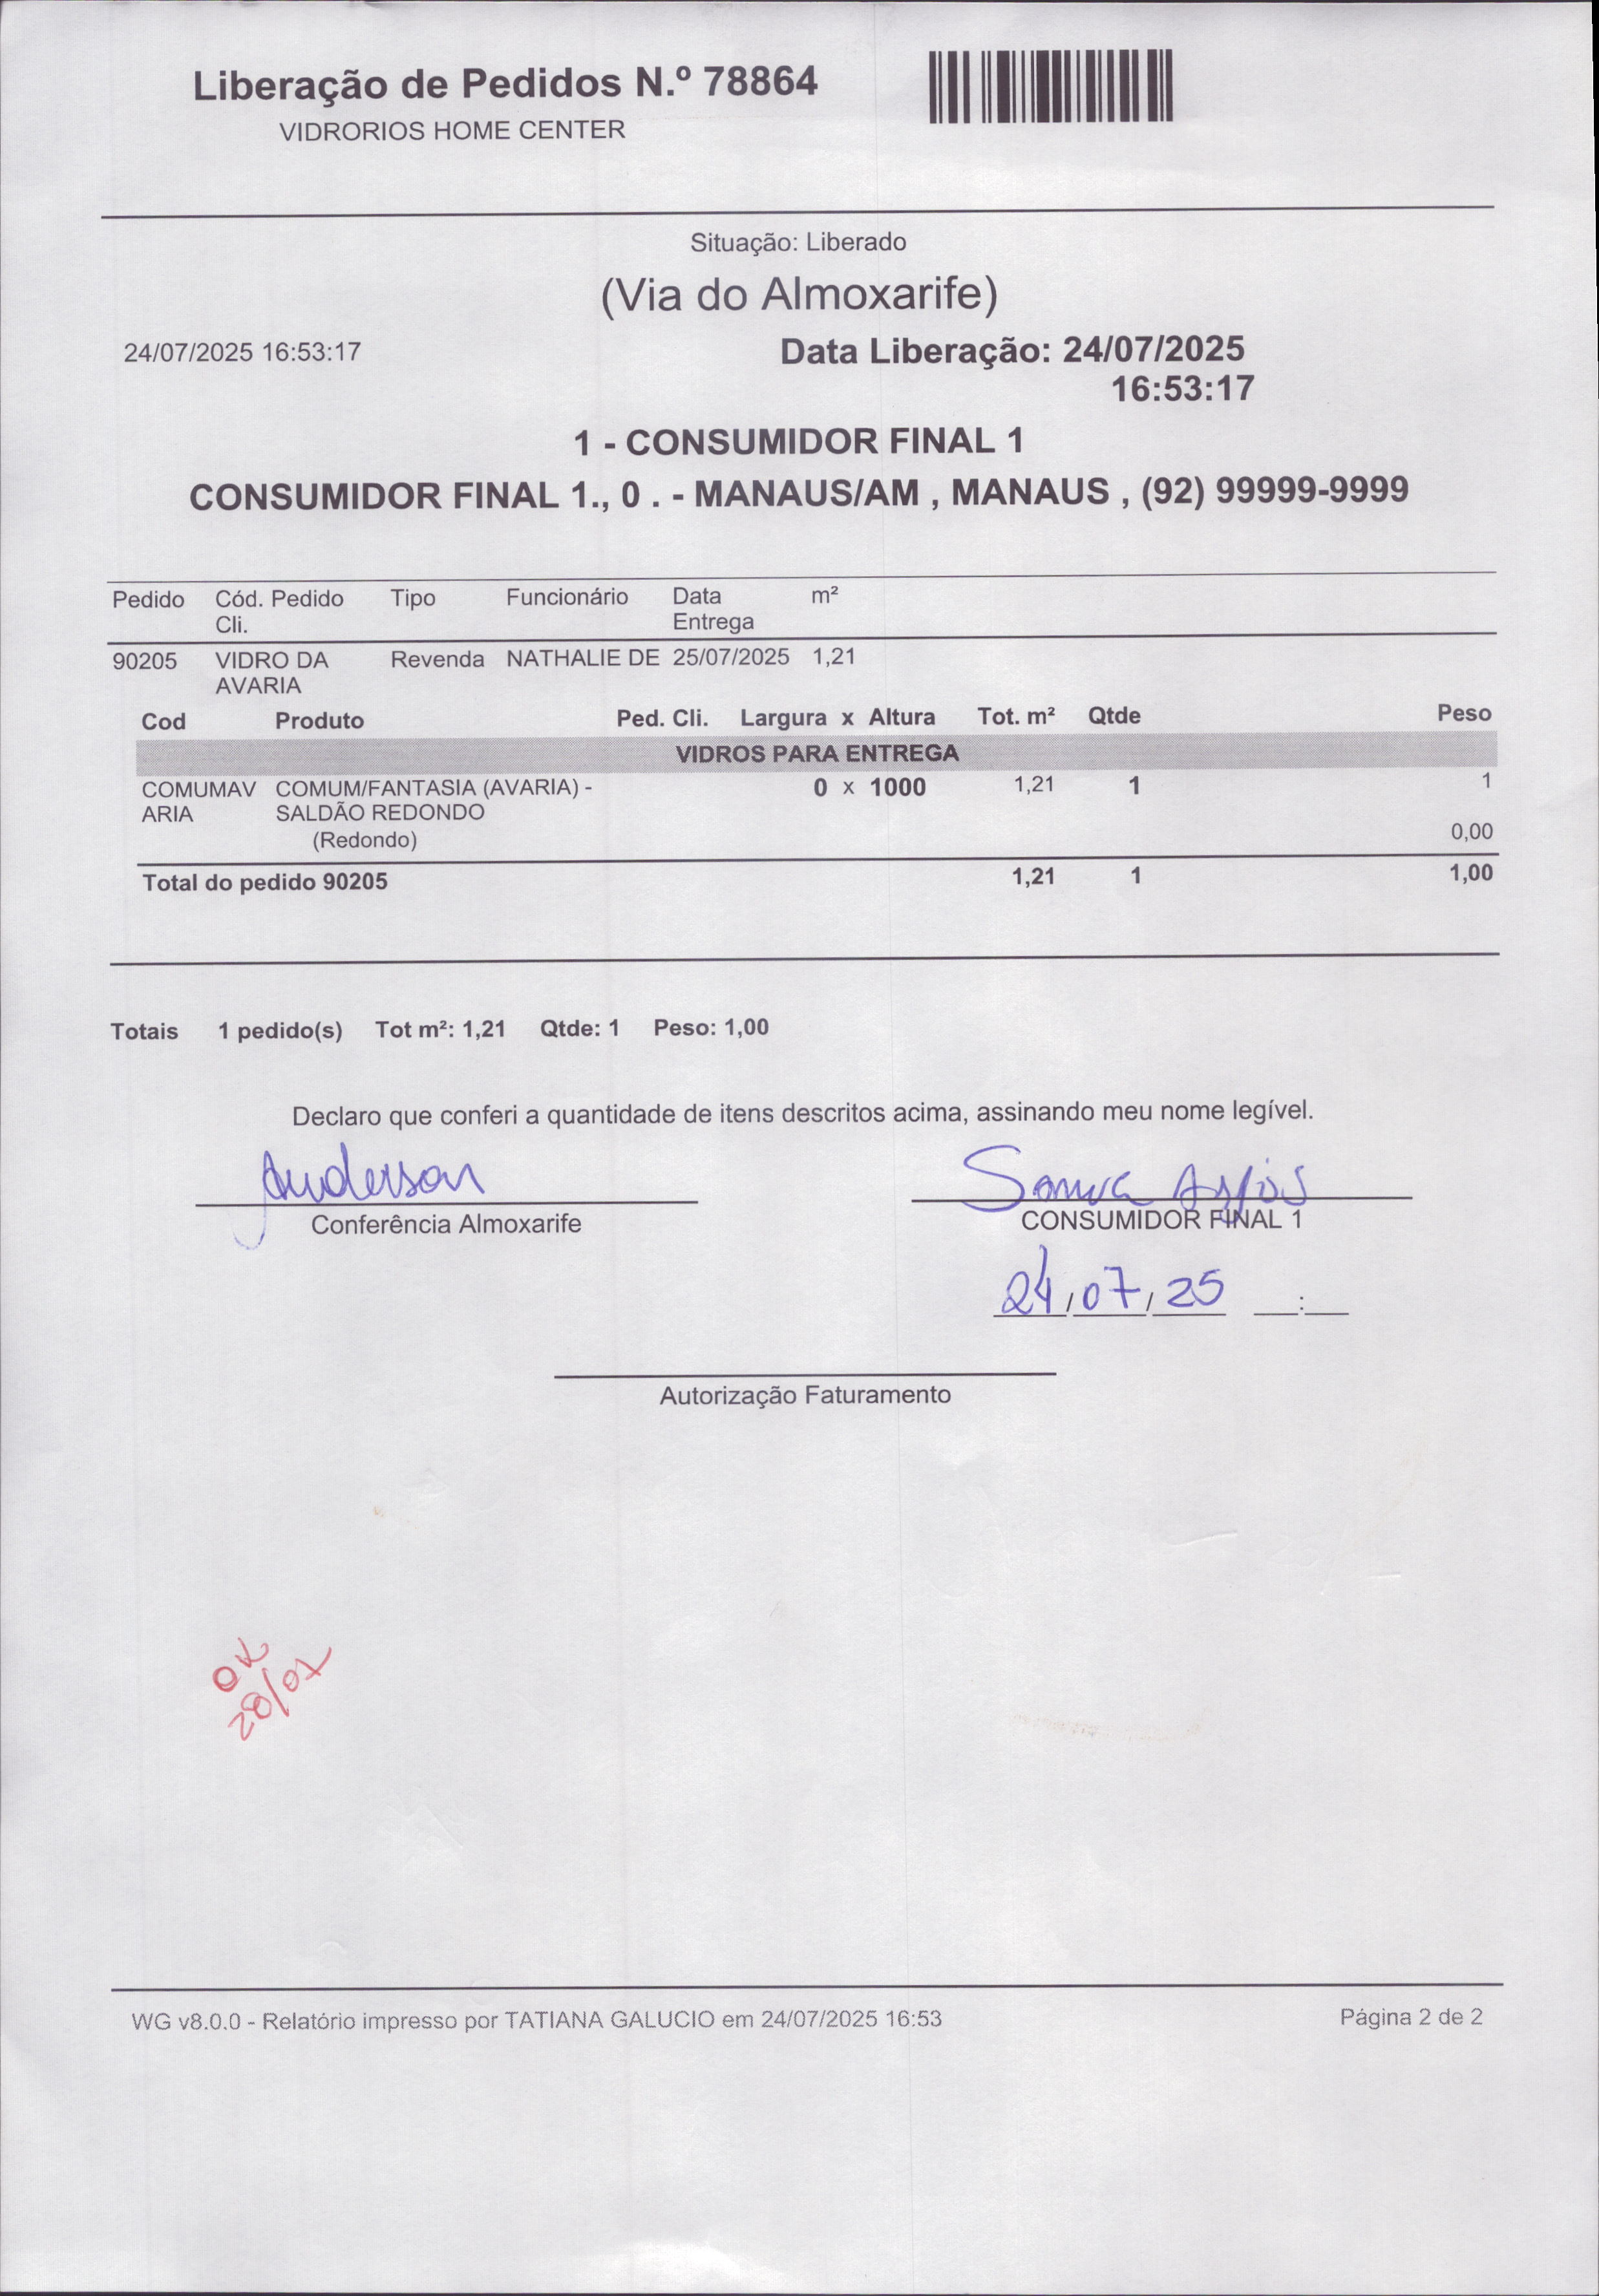 Liberação de Pedidos N.º 78864
VIDRORIOS HOME CENTER
Situação: Liberado
(Via do Almoxarife)
24/07/2025 16:53:17
Data Liberação: 24/07/2025
16:53:17
1 - CONSUMIDOR FINAL 1
CONSUMIDOR FINAL 1., 0 . - MANAUS/AM , MANAUS , (92) 99999-9999
Pedido Cód. Pedido Tipo Funcionário Data m²
Cli. Entrega
90205 VIDRO DA Revenda NATHALIE DE 25/07/2025 1,21
AVARIA
Cod Produto Ped. Cli. Largura x Altura Tot. m² Qtde Peso
VIDROS PARA ENTREGA
COMUMAV COMUM/FANTASIA (AVARIA) - 0 x 1000 1,21 1 1
ARIA SALDÃO REDONDO
(Redondo) 0,00
Total do pedido 90205 1,21 1 1,00
Totais 1 pedido(s) Tot m²: 1,21 Qtde: 1 Peso: 1,00
Declaro que conferi a quantidade de itens descritos acima, assinando meu nome legível.
Anderson
Conferência Almoxarife
CONSUMIDOR FINAL 1
24/07/25 __:__
Autorização Faturamento
OK
28/07
WG v8.0.0 - Relatório impresso por TATIANA GALUCIO em 24/07/2025 16:53
Página 2 de 2